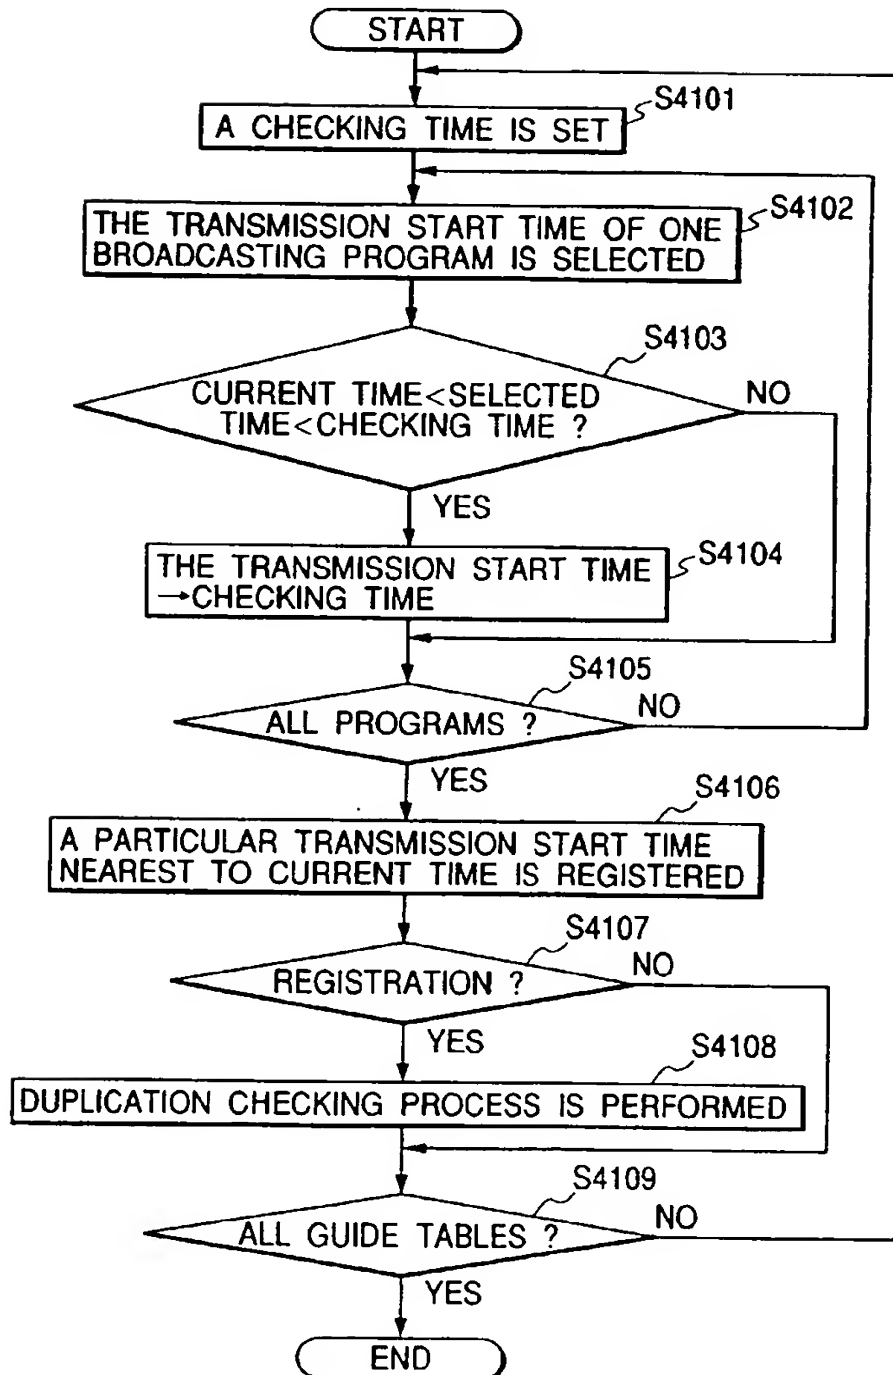 START
S4101
A CHECKING TIME IS SET
S4102
THE TRANSMISSION START TIME OF ONE
BROADCASTING PROGRAM IS SELECTED
S4103
CURRENT TIME<SELECTED
TIME<CHECKING TIME ?
NO
YES
S4104
THE TRANSMISSION START TIME
→CHECKING TIME
S4105
ALL PROGRAMS ?
NO
YES
S4106
A PARTICULAR TRANSMISSION START TIME
NEAREST TO CURRENT TIME IS REGISTERED
S4107
REGISTRATION ?
NO
YES
S4108
DUPLICATION CHECKING PROCESS IS PERFORMED
S4109
ALL GUIDE TABLES ?
NO
YES
END